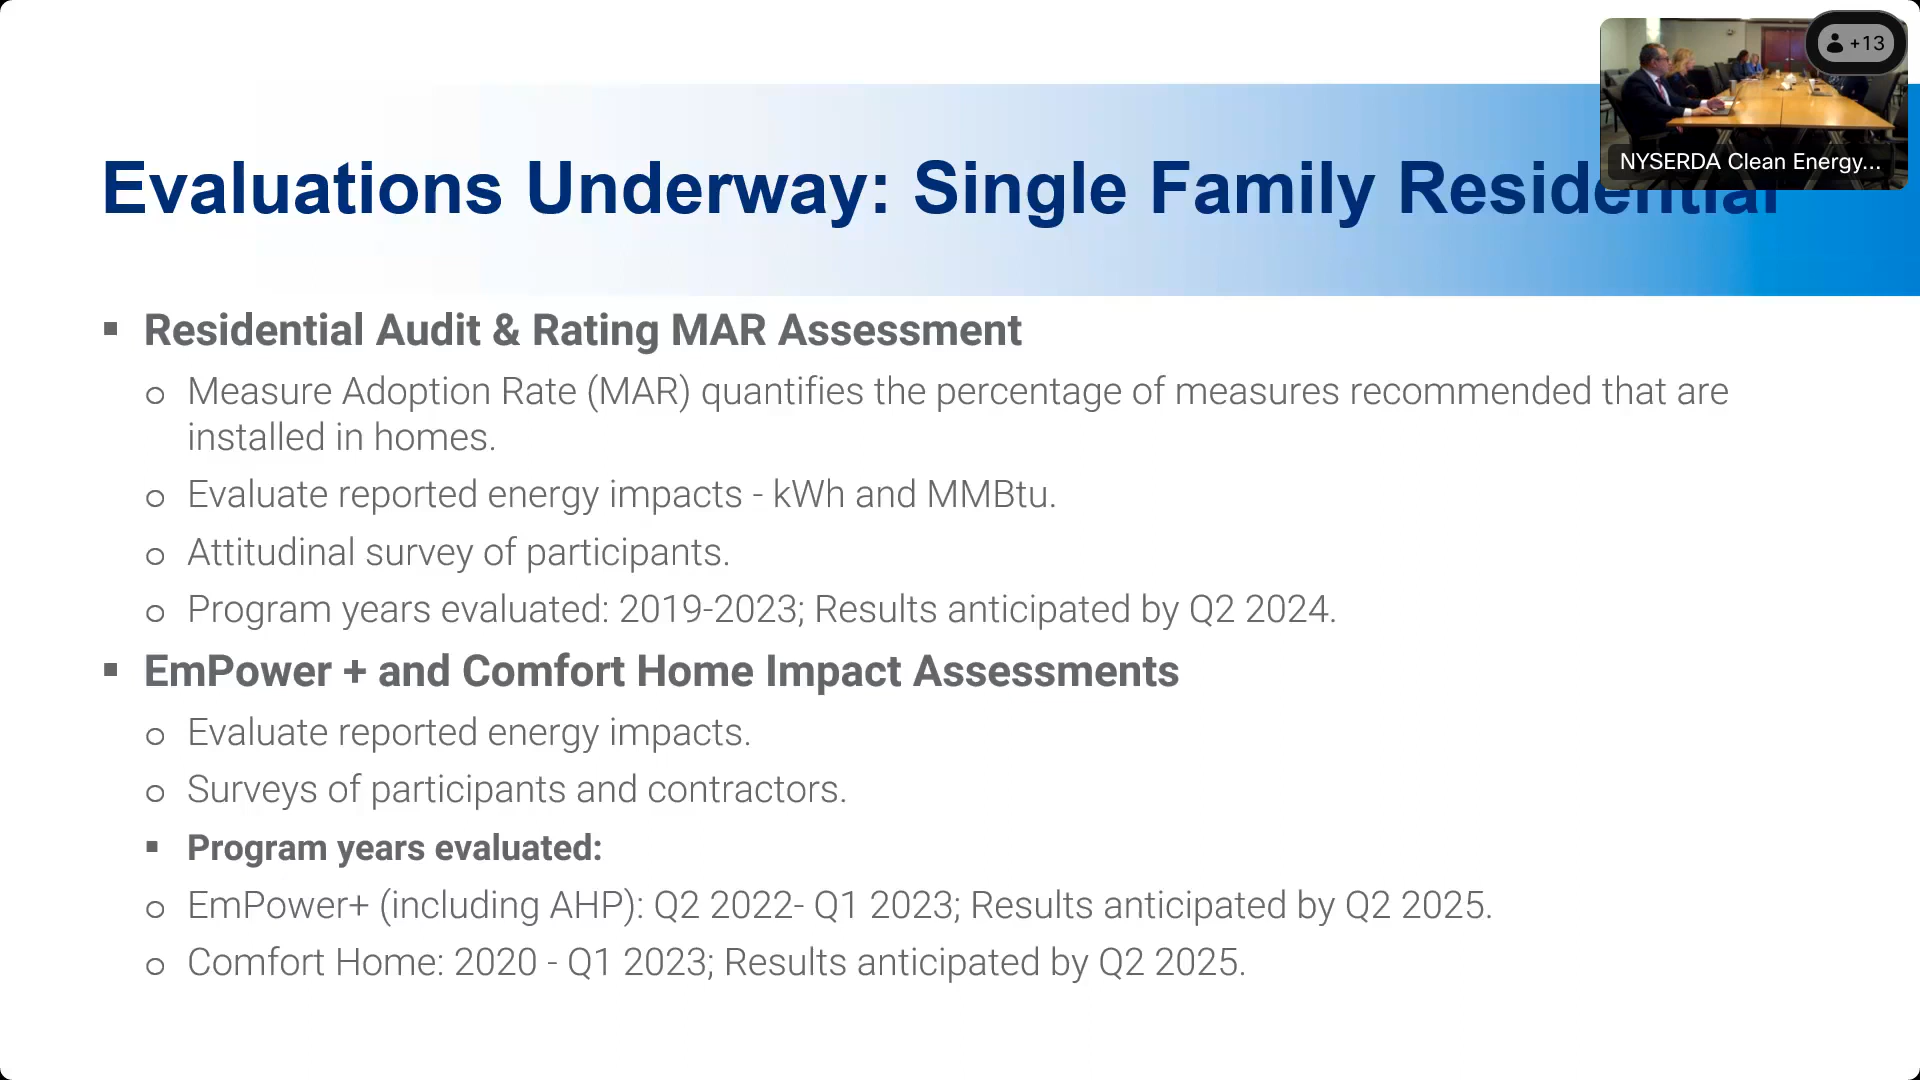 +13
NYSERDA Clean Energy...
Evaluations Underway: Single Family Residential
▪ Residential Audit & Rating MAR Assessment
o Measure Adoption Rate (MAR) quantifies the percentage of measures recommended that are
installed in homes.
o Evaluate reported energy impacts - kWh and MMBtu.
o Attitudinal survey of participants.
o Program years evaluated: 2019-2023; Results anticipated by Q2 2024.
▪ EmPower + and Comfort Home Impact Assessments
o Evaluate reported energy impacts.
o Surveys of participants and contractors.
▪ Program years evaluated:
o EmPower+ (including AHP): Q2 2022- Q1 2023; Results anticipated by Q2 2025.
o Comfort Home: 2020 - Q1 2023; Results anticipated by Q2 2025.